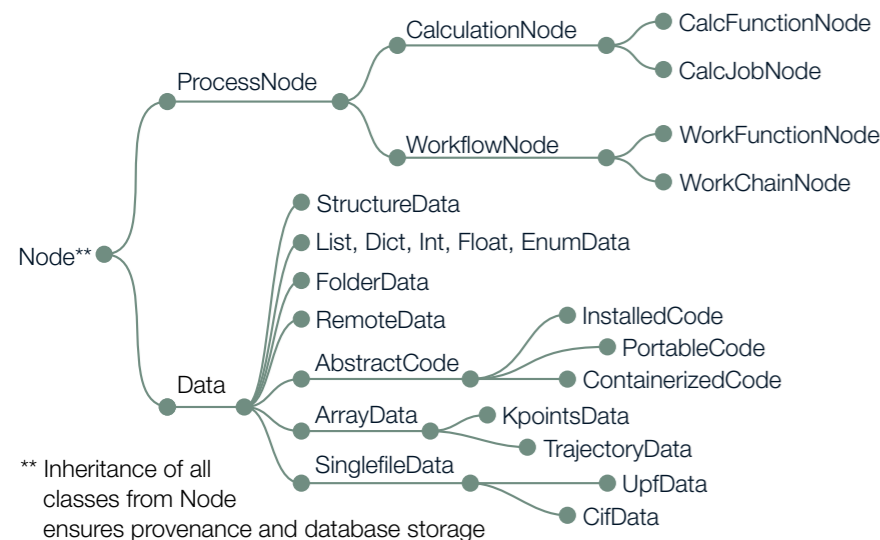 CalculationNode
CalcFunctionNode
CalcJobNode
ProcessNode
WorkflowNode
WorkFunctionNode
WorkChainNode
Node**
StructureData
List, Dict, Int, Float, EnumData
FolderData
RemoteData
Data
AbstractCode
InstalledCode
PortableCode
ContainerizedCode
ArrayData
KpointsData
TrajectoryData
SinglefileData
UpfData
CifData
** Inheritance of all
classes from Node
ensures provenance and database storage